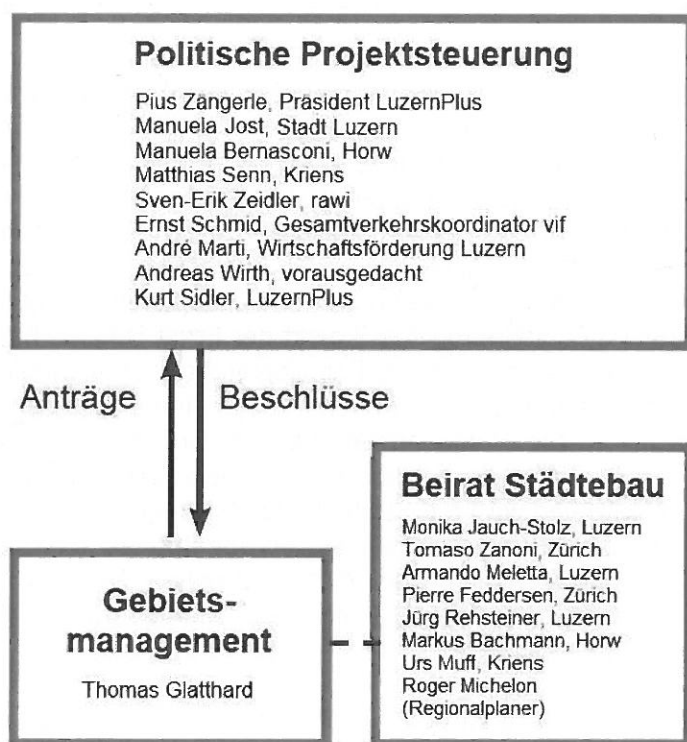 Politische Projektsteuerung
Pius Zängerle, Präsident LuzernPlus
Manuela Jost, Stadt Luzern
Manuela Bernasconi, Horw
Matthias Senn, Kriens
Sven-Erik Zeidler, rawi
Ernst Schmid, Gesamtverkehrskoordinator vif
André Marti, Wirtschaftsförderung Luzern
Andreas Wirth, vorausgedacht
Kurt Sidler, LuzernPlus
Anträge
Beschlüsse
Gebiets-
management
Thomas Glatthard
Beirat Städtebau
Monika Jauch-Stolz, Luzern
Tomaso Zanoni, Zürich
Armando Meletta, Luzern
Pierre Feddersen, Zürich
Jürg Rehsteiner, Luzern
Markus Bachmann, Horw
Urs Muff, Kriens
Roger Michelon
(Regionalplaner)